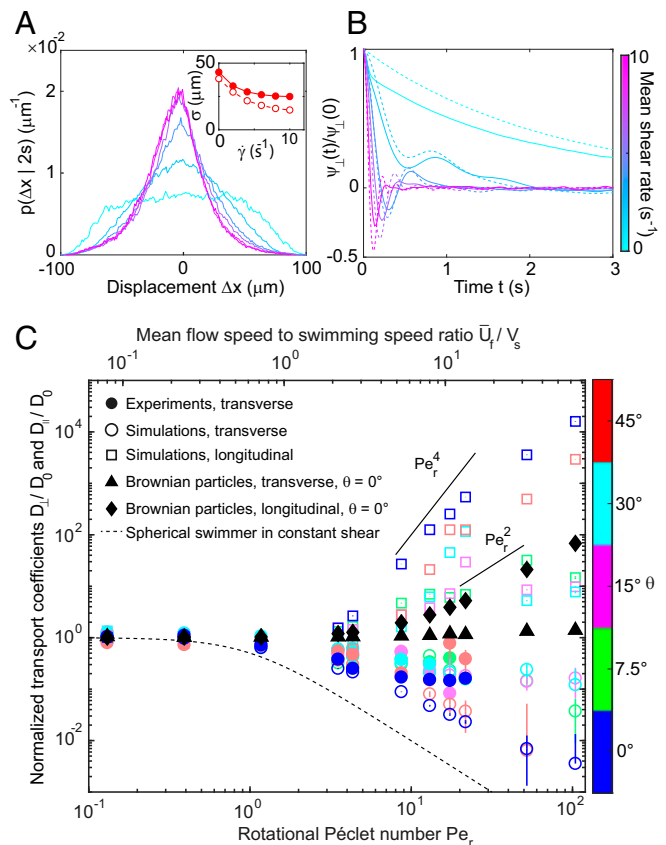 A
×10⁻²
3
2
1
0
p(Δx | 2s) (μm⁻¹)
-100
-50
0
50
100
Displacement Δx (μm)
σ (μm)
50
0
0
5
10
γ̇ (s⁻¹)
B
ψ⊥(t)/ψ⊥(0)
1
0
-0.5
0
1
2
3
Time t (s)
10
0
Mean shear rate (s⁻¹)
C
Mean flow speed to swimming speed ratio Ū_f / V_s
10⁻¹
10⁰
10¹
Normalized transport coefficients D⊥/ D₀ and D∥/ D₀
10⁴
10²
10⁰
10⁻²
Experiments, transverse
Simulations, transverse
Simulations, longitudinal
Brownian particles, transverse, θ = 0°
Brownian particles, longitudinal, θ = 0°
Spherical swimmer in constant shear
Pe_r⁴
Pe_r²
10⁻¹
10⁰
10¹
10²
Rotational Péclet number Pe_r
45°
30°
15° θ
7.5°
0°